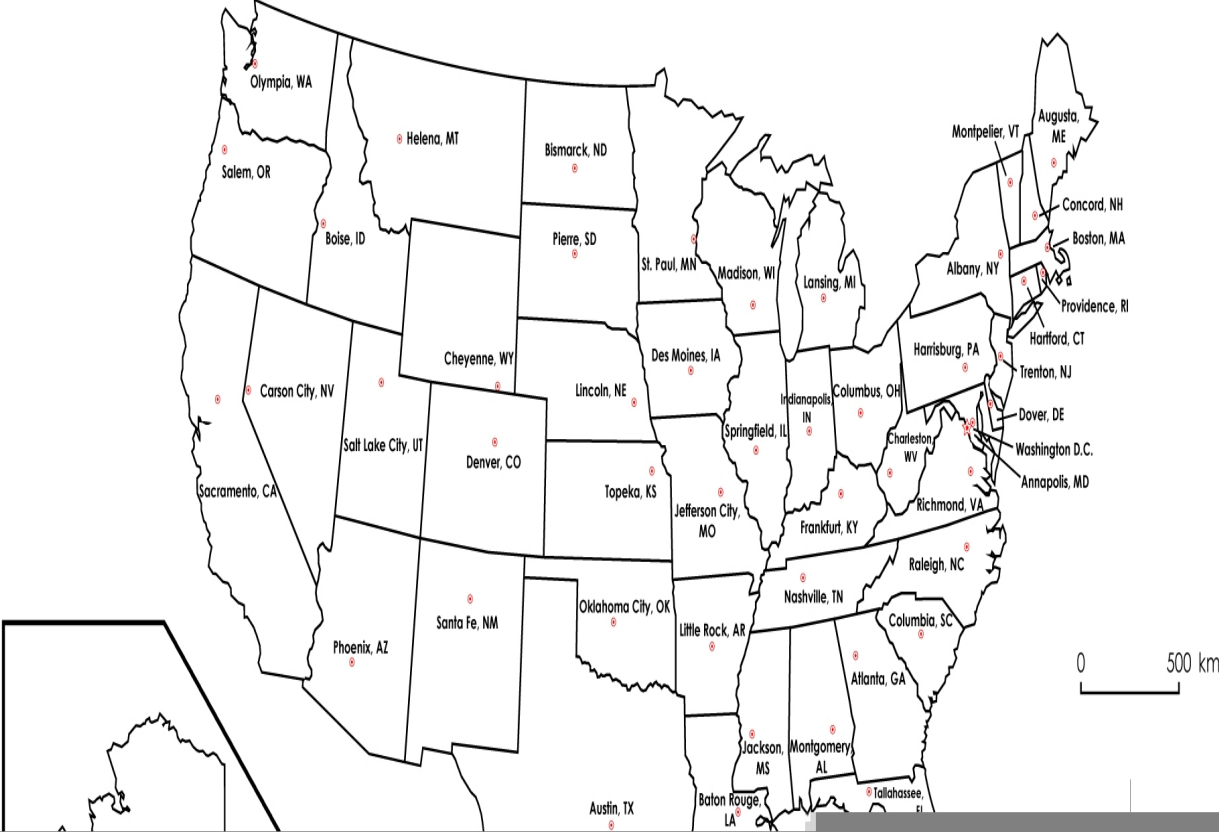 Olympia, WA
Helena, MT
Bismarck, ND
Montpelier, VT
Augusta,
ME
Salem, OR
Boise, ID
Pierre, SD
St. Paul, MN
Madison, WI
Lansing, MI
Albany, NY
Concord, NH
Boston, MA
Providence, RI
Hartford, CT
Cheyenne, WY
Des Moines, IA
Harrisburg, PA
Trenton, NJ
Carson City, NV
Lincoln, NE
Indianapolis,
IN
Columbus, OH
Dover, DE
Salt Lake City, UT
Denver, CO
Springfield, IL
Charleston,
WV
Washington D.C.
Annapolis, MD
Sacramento, CA
Topeka, KS
Jefferson City,
MO
Frankfurt, KY
Richmond, VA
Raleigh, NC
Santa Fe, NM
Oklahoma City, OK
Nashville, TN
Little Rock, AR
Columbia, SC
Phoenix, AZ
Atlanta, GA
0 500 km
Jackson,
MS
Montgomery,
AL
Austin, TX
Baton Rouge,
LA
Tallahassee,